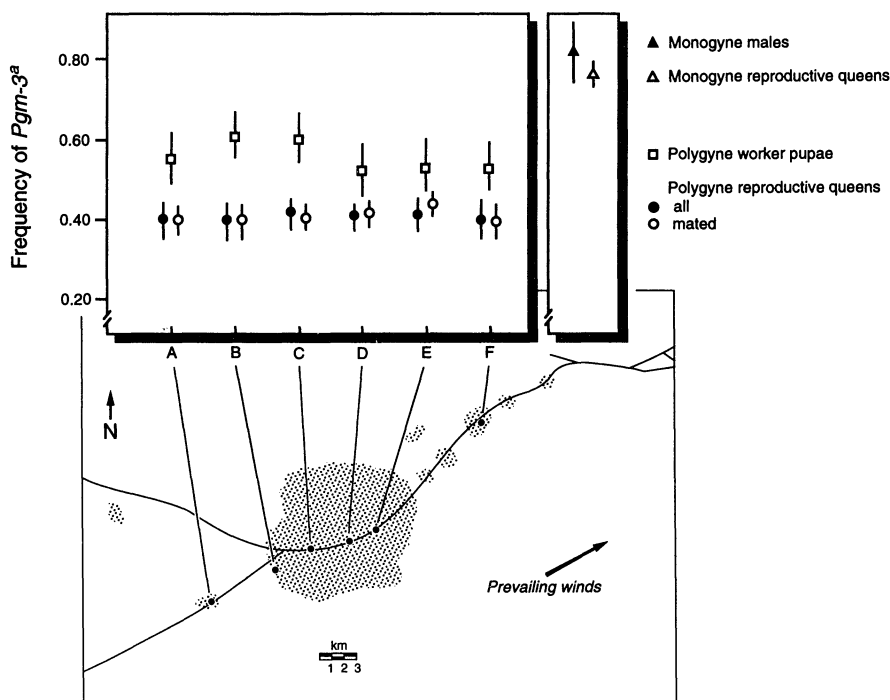 Frequency of Pgm-3a
0.80
0.60
0.40
0.20
A B C D E F
Monogyne males
Monogyne reproductive queens
Polygyne worker pupae
Polygyne reproductive queens
all
mated
N
Prevailing winds
km
1 2 3